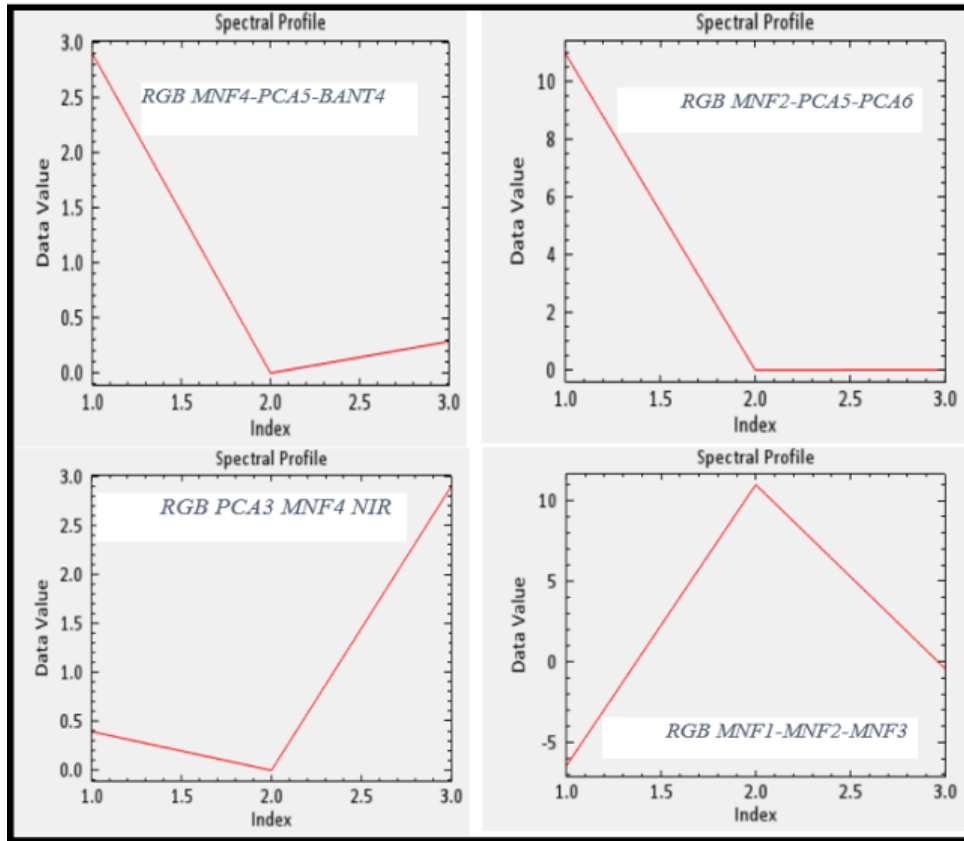 Spectral Profile
3.0
2.5
2.0
1.5
1.0
0.5
0.0
Data Value
RGB MNF4-PCA5-BANT4
1.0 1.5 2.0 2.5 3.0
Index
Spectral Profile
10
8
6
4
2
0
Data Value
RGB MNF2-PCA5-PCA6
1.0 1.5 2.0 2.5 3.0
Index
Spectral Profile
3.0
2.5
2.0
1.5
1.0
0.5
0.0
Data Value
RGB PCA3 MNF4 NIR
1.0 1.5 2.0 2.5 3.0
Index
Spectral Profile
10
5
0
-5
Data Value
RGB MNF1-MNF2-MNF3
1.0 1.5 2.0 2.5 3.0
Index